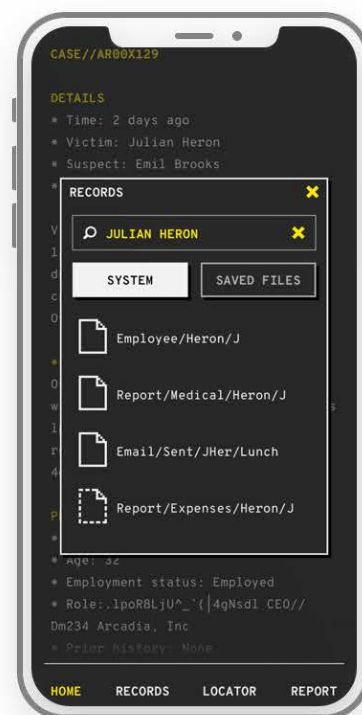 CASE//AR00X129
DETAILS
* Time: 2 days ago
* Victim: Julian Heron
* Suspect: Emil Brooks
*
RECORDS
JULIAN HERON
SYSTEM
SAVED FILES
Employee/Heron/J
Report/Medical/Heron/J
Email/Sent/JHer/Lunch
Report/Expenses/Heron/J
* Age: 32
* Employment status: Employed
* Role:.lpoR8LjU^_`(|4gNsdl CEO//
Dm234 Arcadia, Inc
* Prior history: None
HOME
RECORDS
LOCATOR
REPORT